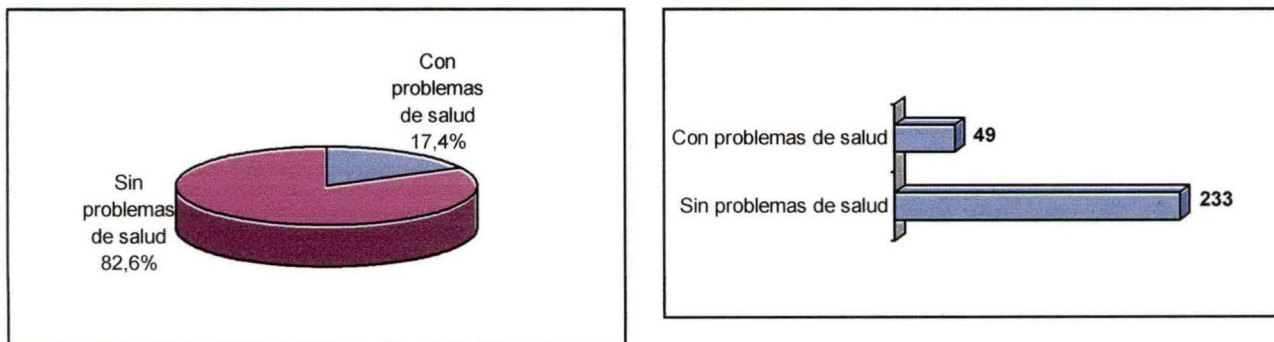 Con
problemas
de salud
17,4%
Sin
problemas
de salud
82,6%
Con problemas de salud
49
Sin problemas de salud
233